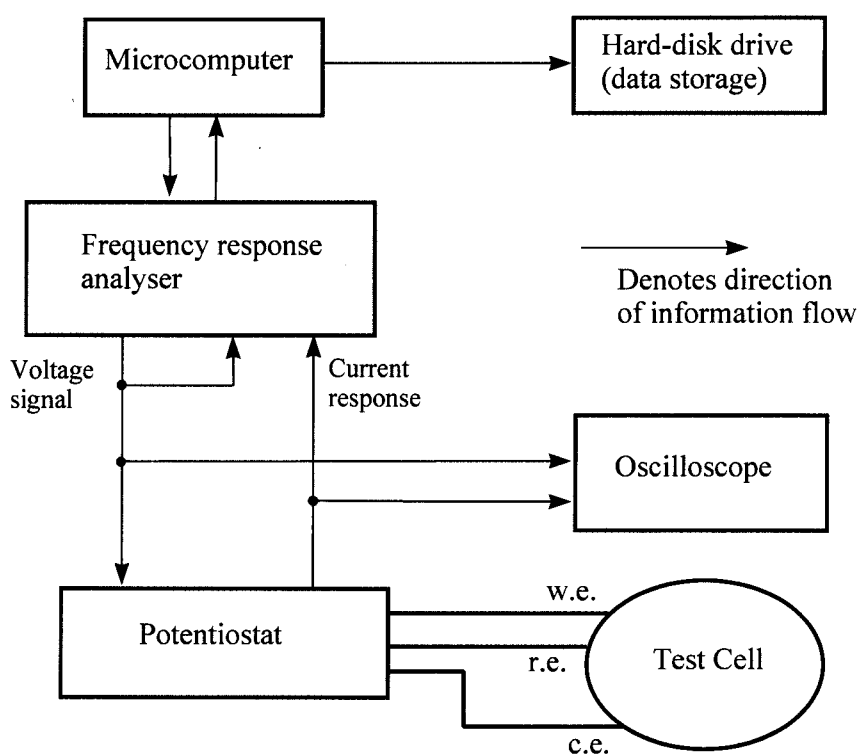 Microcomputer
Hard-disk drive
(data storage)
Frequency response
analyser
Denotes direction
of information flow
Voltage
signal
Current
response
Oscilloscope
Potentiostat
w.e.
r.e.
c.e.
Test Cell